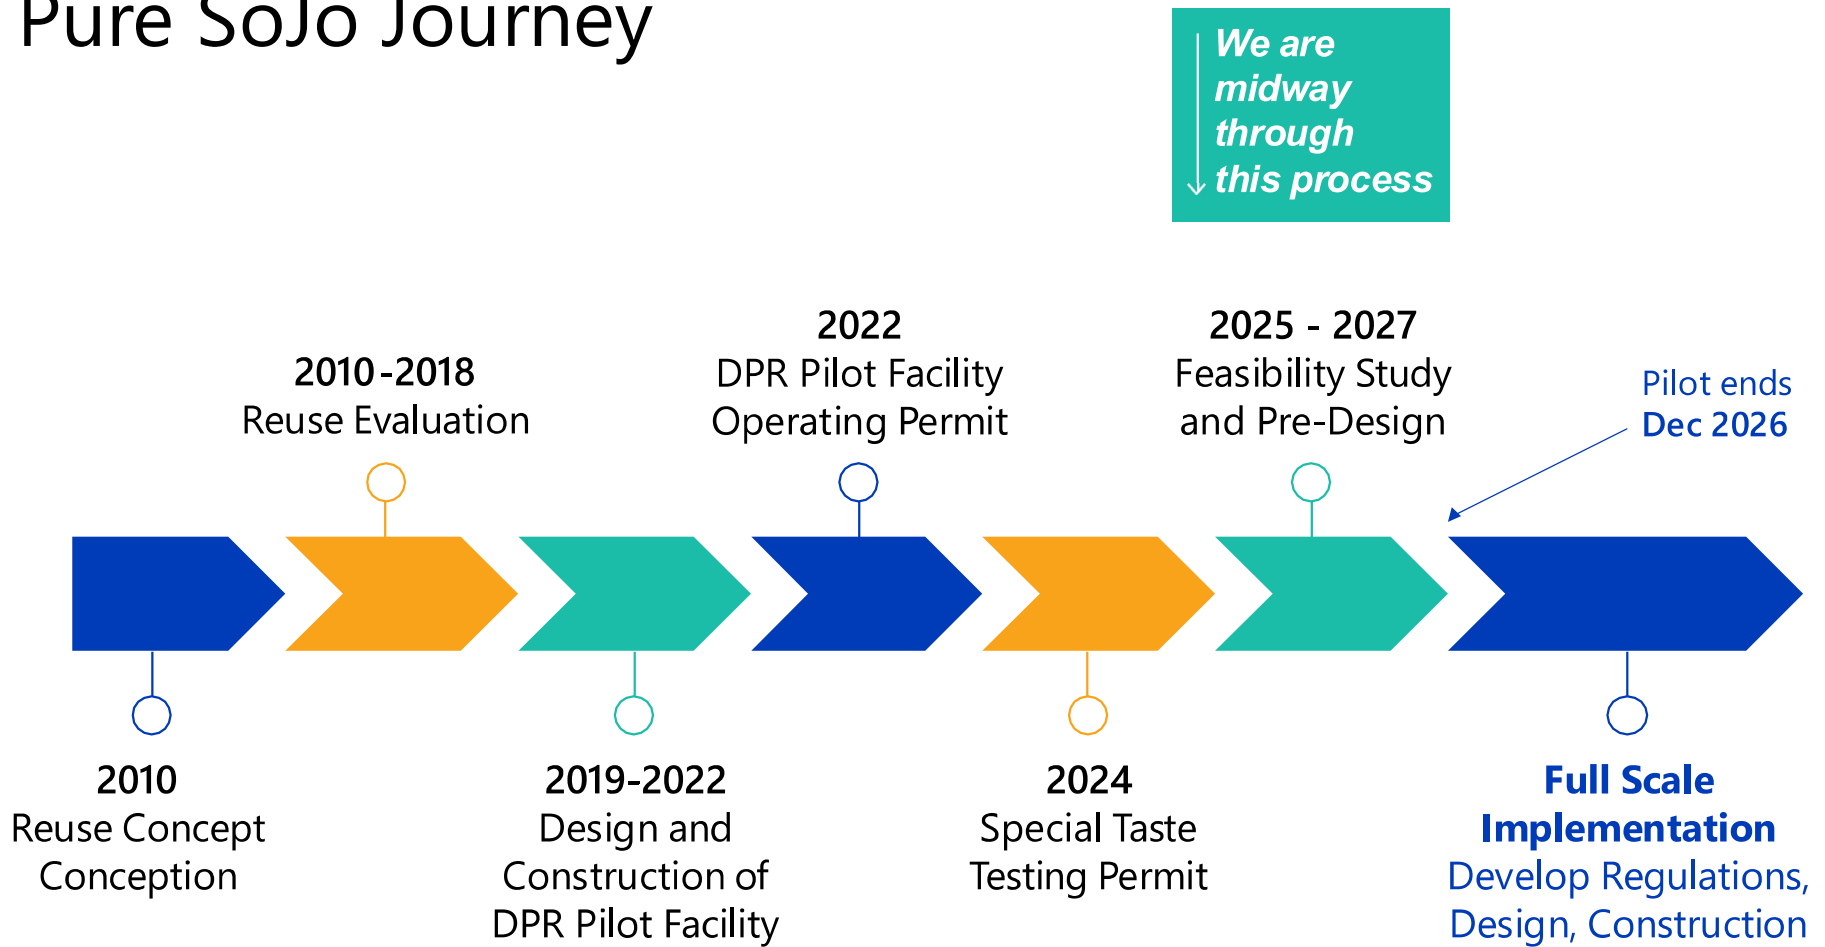 Pure SoJo Journey
We are
midway
through
this process
2010
Reuse Concept
Conception
2010-2018
Reuse Evaluation
2019-2022
Design and
Construction of
DPR Pilot Facility
2022
DPR Pilot Facility
Operating Permit
2024
Special Taste
Testing Permit
2025 - 2027
Feasibility Study
and Pre-Design
Pilot ends
Dec 2026
Full Scale
Implementation
Develop Regulations,
Design, Construction